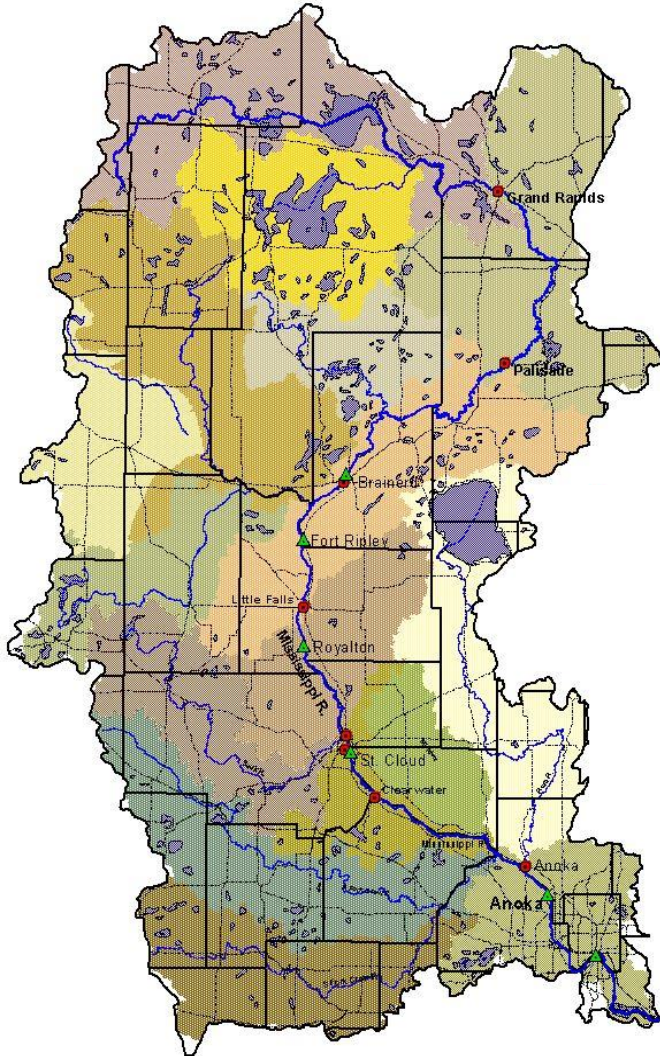 Grand Rapids
Palisade
Brainerd
Fort Ripley
Little Falls
Royalton
Mississippi R.
St. Cloud
Clearwater
Mississippi R.
Anoka
Anoka